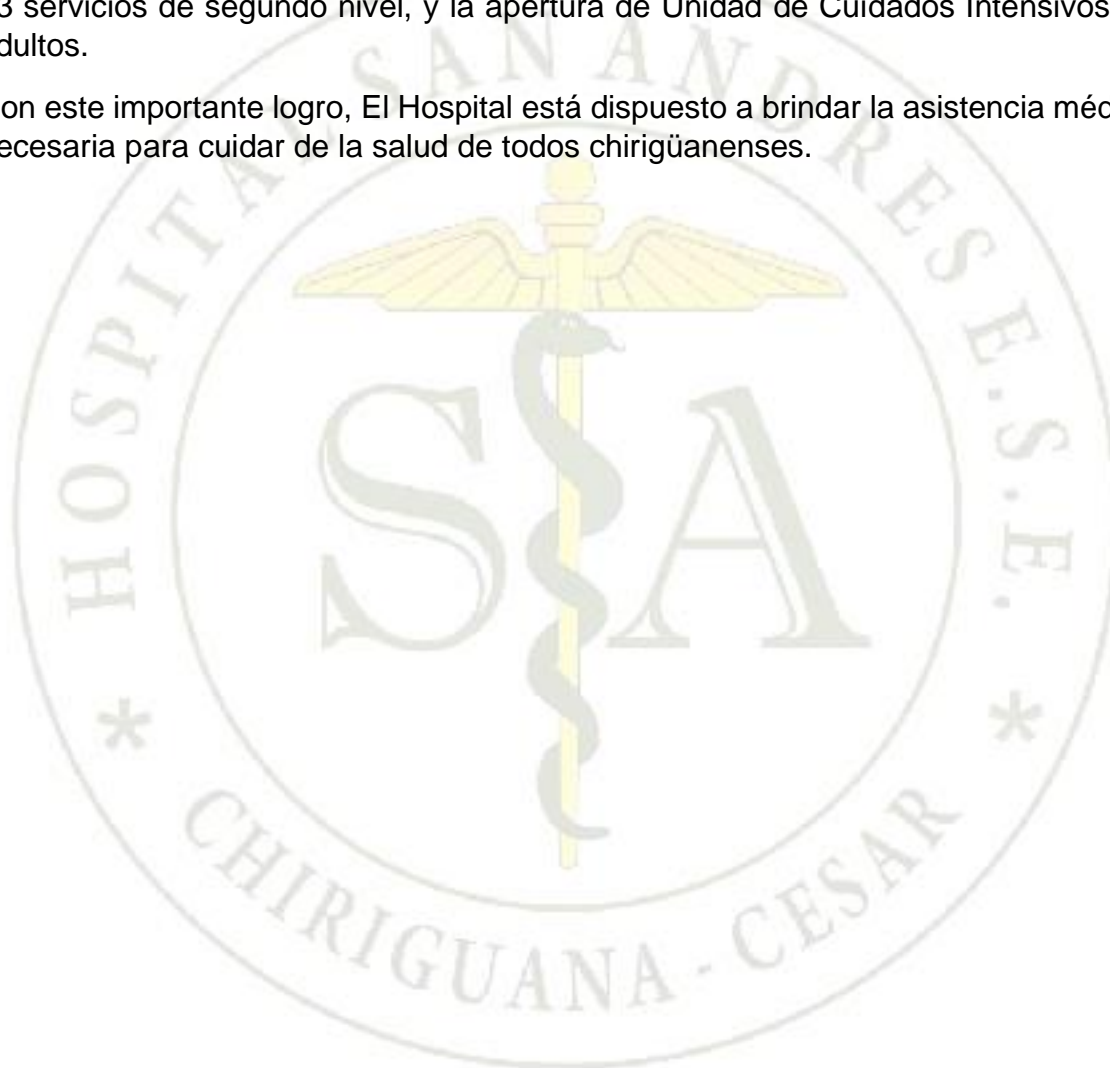 3 servicios de segundo nivel, y la apertura de Unidad de Cuidados Intensivos
dultos.
on este importante logro, El Hospital está dispuesto a brindar la asistencia méd
ecesaria para cuidar de la salud de todos chirigüanenses.
HOSPITAL SAN ANDRES E.S.E.
SA
* CHIRIGUANA - CESAR *